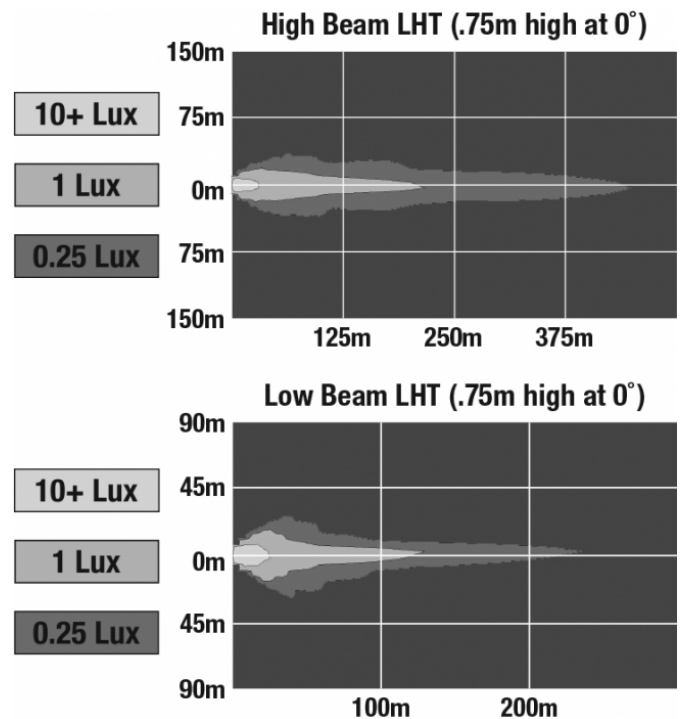 High Beam LHT (.75m high at 0˚)
150m
75m
0m
75m
150m
125m 250m 375m
10+ Lux
1 Lux
0.25 Lux
Low Beam LHT (.75m high at 0˚)
90m
45m
0m
45m
90m
100m 200m
10+ Lux
1 Lux
0.25 Lux